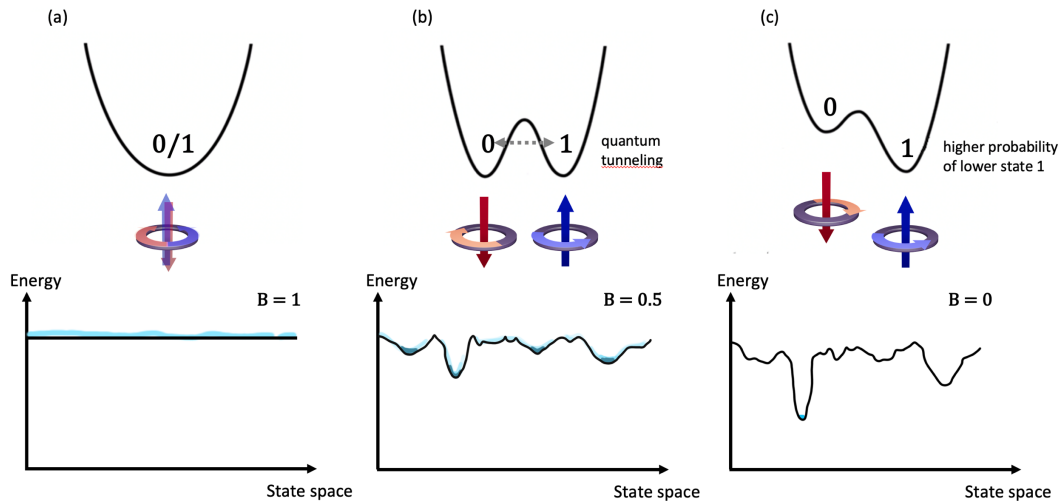 (a)
0/1
Energy
B = 1
State space
(b)
0
1
quantum
tunneling
Energy
B = 0.5
State space
(c)
0
1
higher probability
of lower state 1
Energy
B = 0
State space